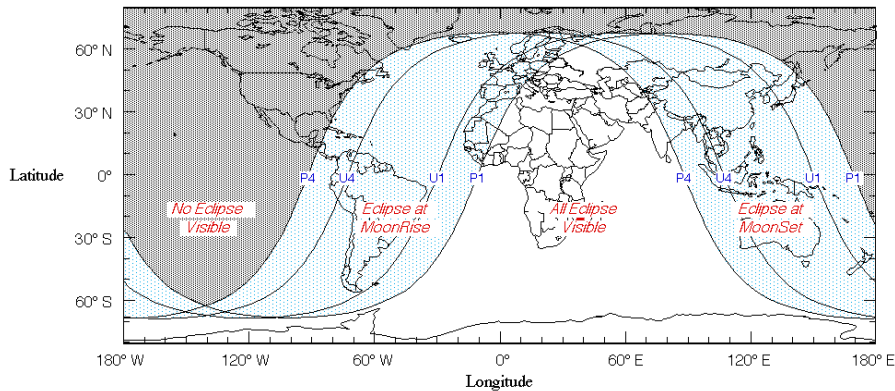 60° N
30° N
Latitude
0°
30° S
60° S
P4
U4
U1
P1
P4
U4
U1
P1
No Eclipse
Visible
Eclipse at
MoonRise
All Eclipse
Visible
Eclipse at
MoonSet
180° W
120° W
60° W
0°
60° E
120° E
180° E
Longitude